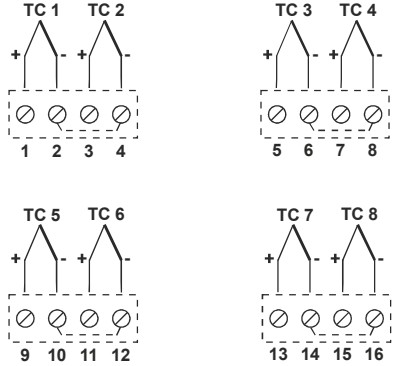 TC 1 TC 2
+ - + -
1 2 3 4
TC 3 TC 4
+ - + -
5 6 7 8
TC 5 TC 6
+ - + -
9 10 11 12
TC 7 TC 8
+ - + -
13 14 15 16